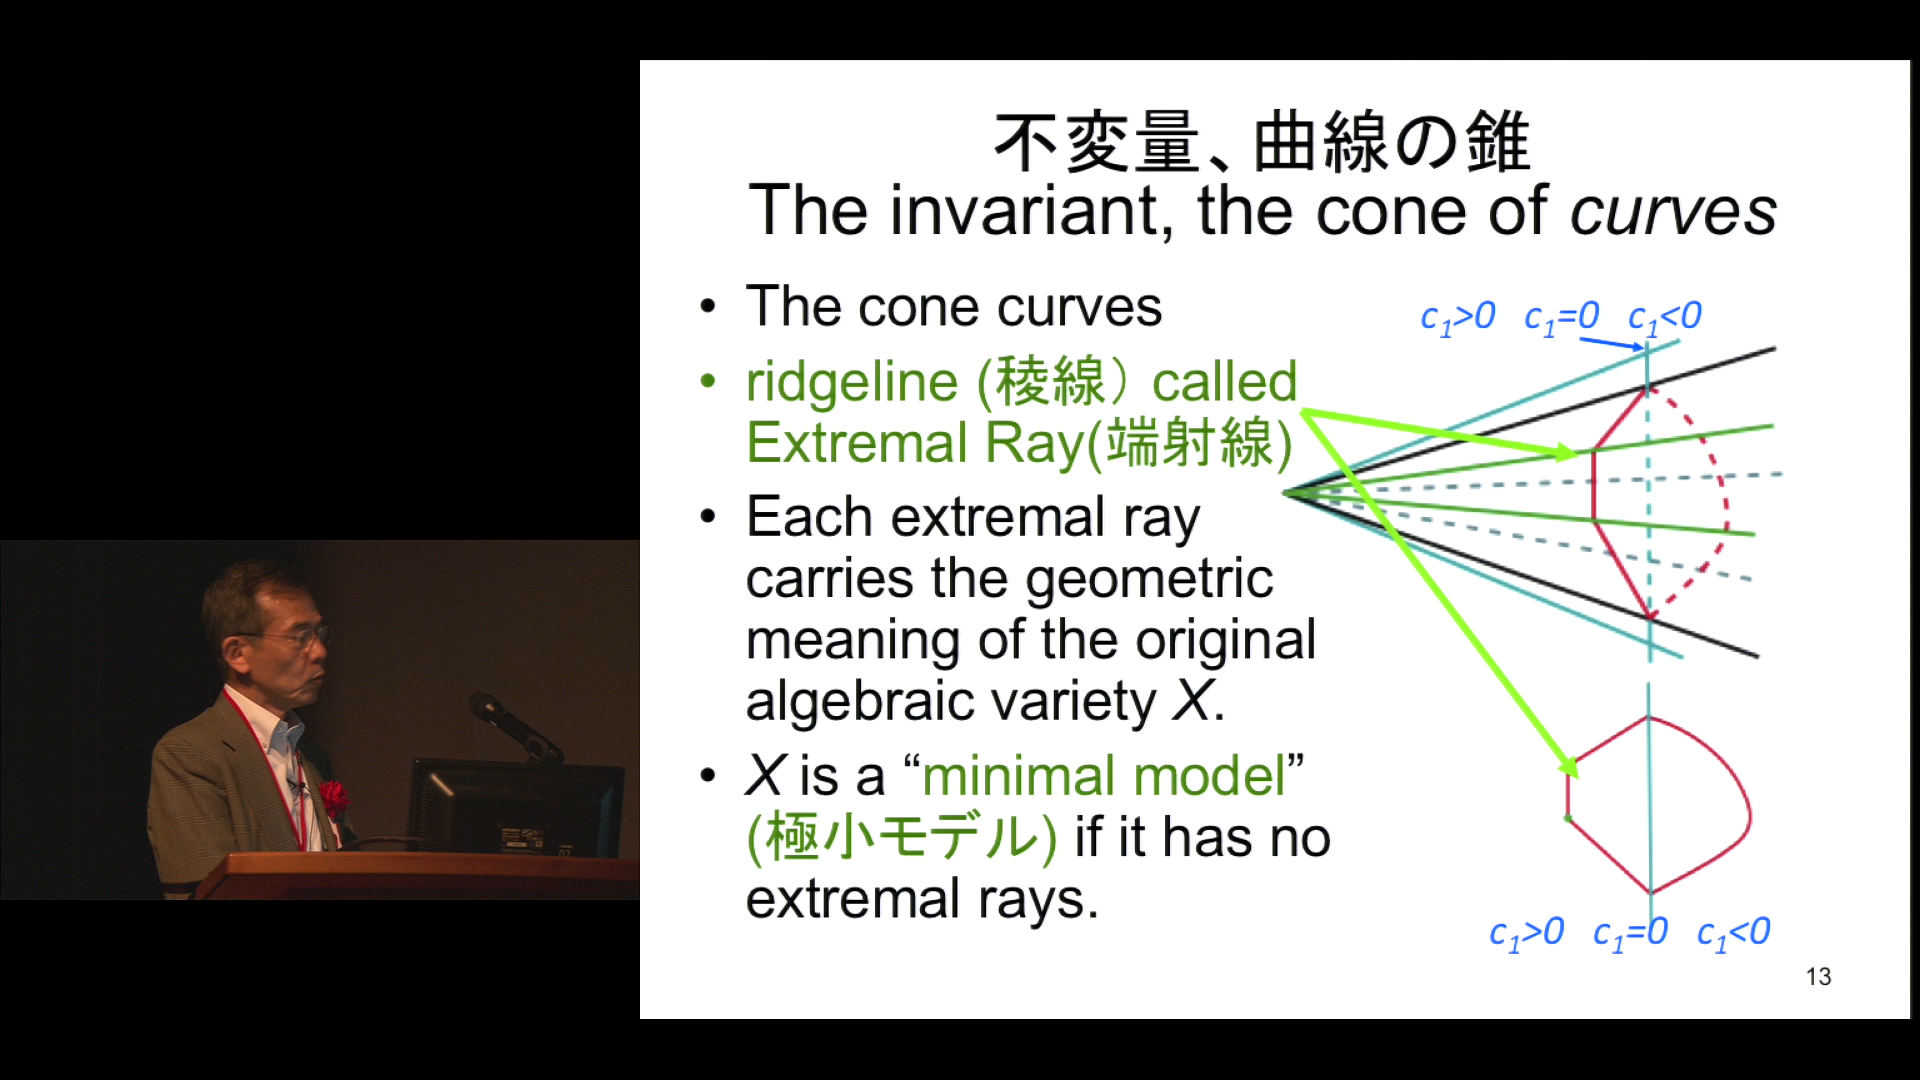 不変量、曲線の錐
The invariant, the cone of curves
• The cone curves
• ridgeline (稜線) called
Extremal Ray(端射線)
• Each extremal ray
carries the geometric
meaning of the original
algebraic variety X.
• X is a “minimal model”
(極小モデル) if it has no
extremal rays.
c₁>0 c₁=0 c₁<0
c₁>0 c₁=0 c₁<0
13